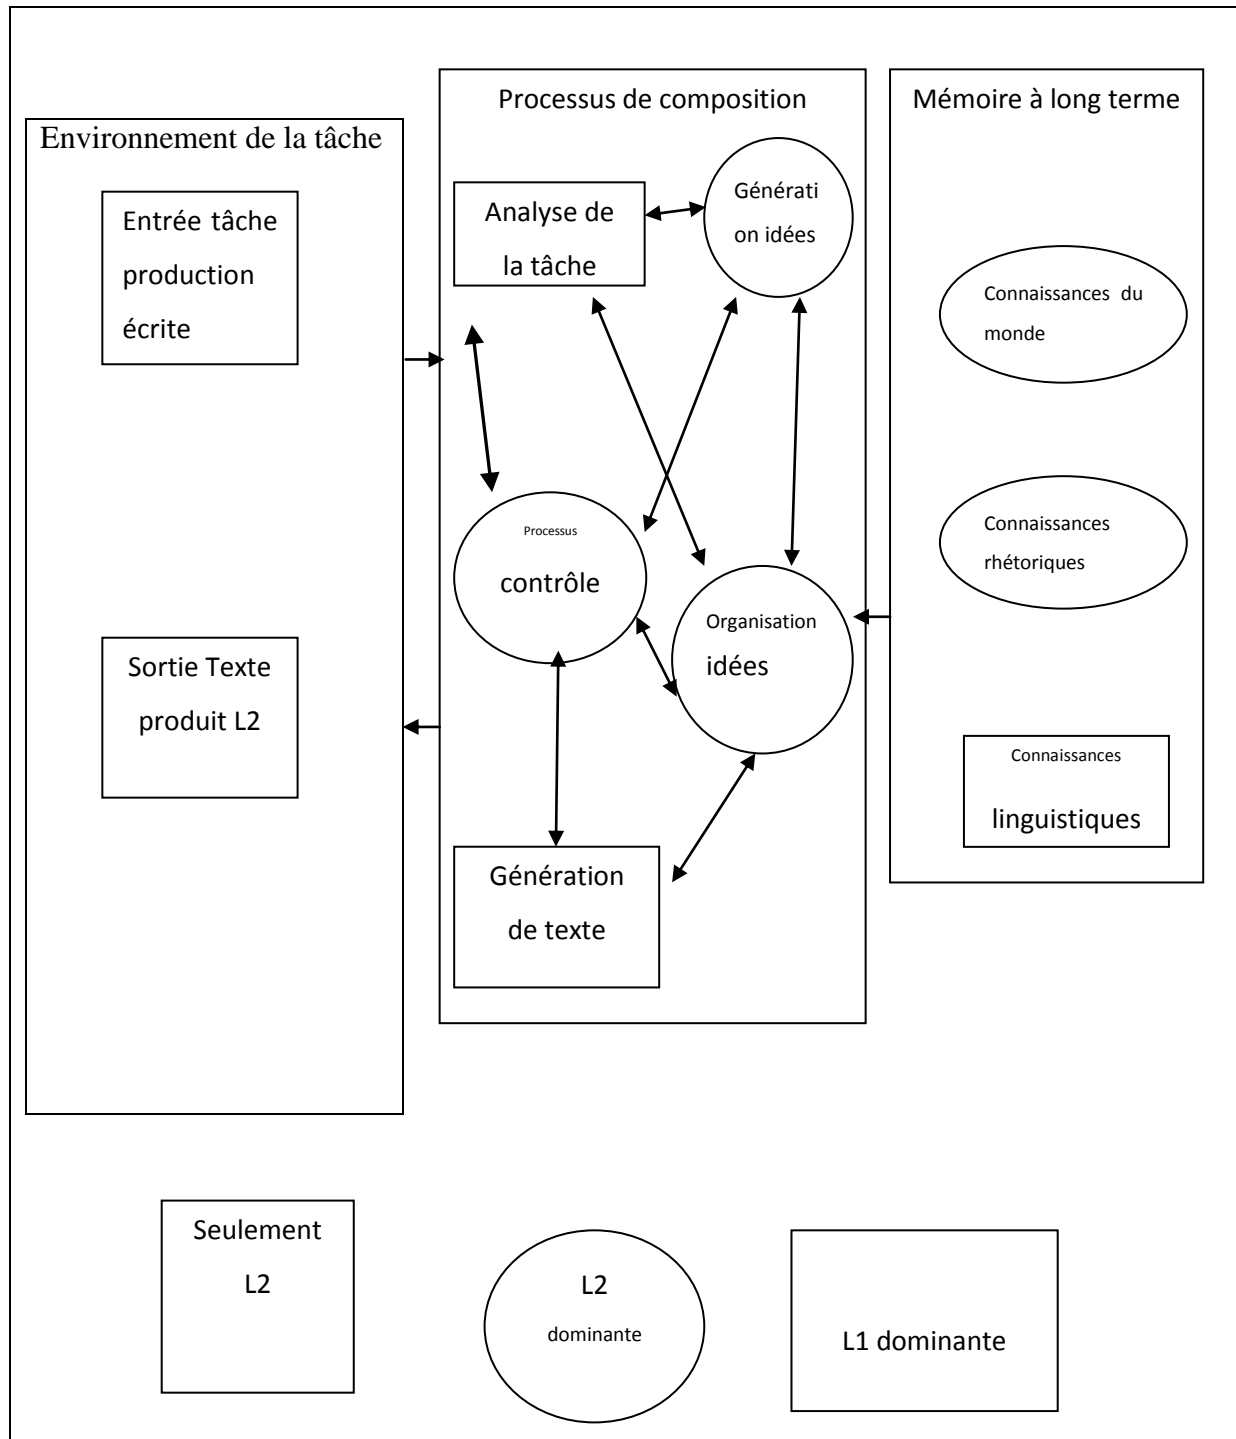 Environnement de la tâche
Entrée tâche
production
écrite
Sortie Texte
produit L2
Processus de composition
Analyse de
la tâche
Générati
on idées
Processus
contrôle
Organisation
idées
Génération
de texte
Mémoire à long terme
Connaissances du
monde
Connaissances
rhétoriques
Connaissances
linguistiques
Seulement
L2
L2
dominante
L1 dominante